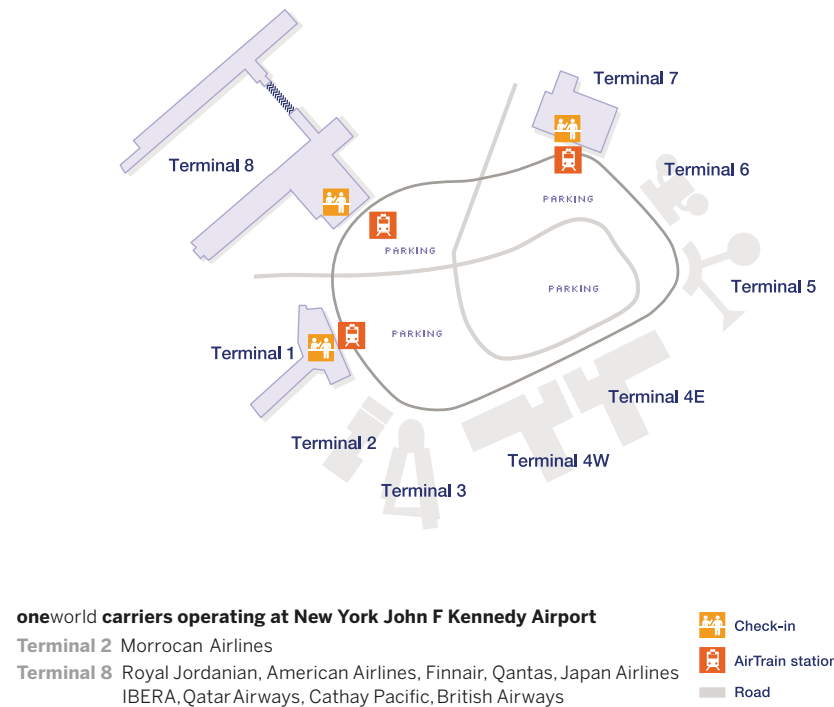 Terminal 7
Terminal 8
Terminal 6
PARKING
PARKING
Terminal 5
PARKING
PARKING
Terminal 1
Terminal 4E
Terminal 2
Terminal 4W
Terminal 3
oneworld carriers operating at New York John F Kennedy Airport
Terminal 2 Morrocan Airlines
Terminal 8 Royal Jordanian, American Airlines, Finnair, Qantas, Japan Airlines
IBERA, Qatar Airways, Cathay Pacific, British Airways
Check-in
AirTrain station
Road